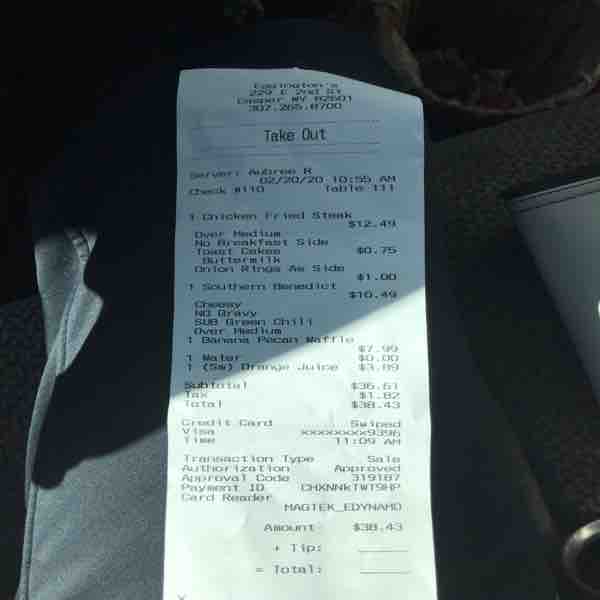 Eggington's
229 E 2nd St
Casper WY 82601
307.265.8700
Take Out
Server: Aubree R
02/20/20 10:55 AM
Check #110 Table 111
1 Chicken Fried Steak
$12.49
Over Medium
No Breakfast Side
Toast Cakes $0.75
Buttermilk
Onion Rings As Side
$1.00
1 Southern Benedict
$10.49
Cheesy
NO Gravy
SUB Green Chili
Over Medium
1 Banana Pecan Waffle
$7.99
1 Water $0.00
1 (Sm) Orange Juice $3.89
Subtotal $36.61
Tax $1.82
Total $38.43
Credit Card Swiped
Visa xxxxxxxx9396
Time 11:09 AM
Transaction Type Sale
Authorization Approved
Approval Code 319187
Payment ID CHXNNkTWT9HP
Card Reader
MAGTEK_EDYNAMO
Amount: $38.43
+ Tip:
= Total:
X